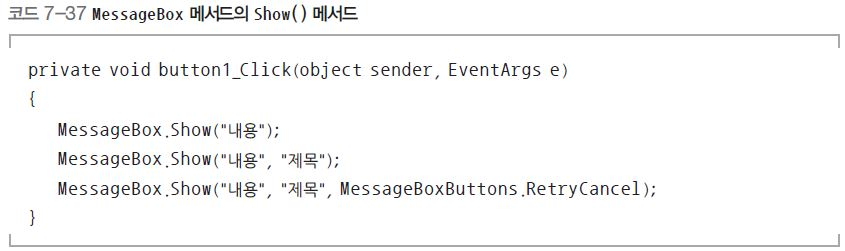 코드 7-37 MessageBox 메서드의 Show() 메서드
private void button1_Click(object sender, EventArgs e)
{
MessageBox.Show("내용");
MessageBox.Show("내용", "제목");
MessageBox.Show("내용", "제목", MessageBoxButtons.RetryCancel);
}